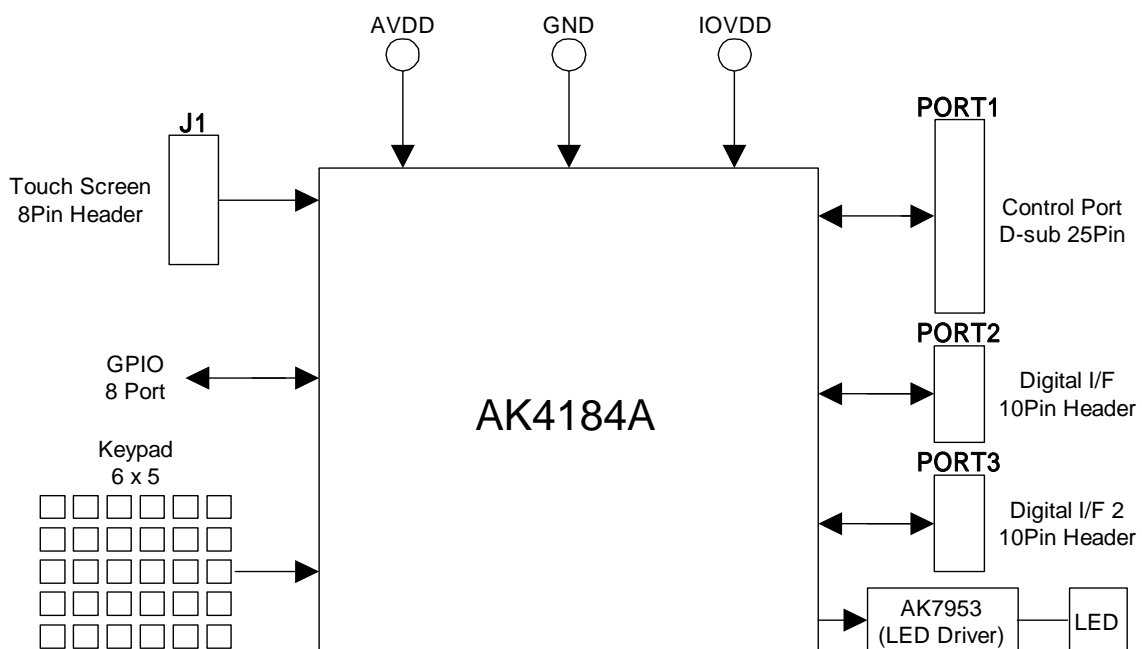 AVDD
GND
IOVDD
J1
Touch Screen
8Pin Header
PORT1
Control Port
D-sub 25Pin
GPIO
8 Port
AK4184A
PORT2
Digital I/F
10Pin Header
Keypad
6 x 5
PORT3
Digital I/F 2
10Pin Header
AK7953
(LED Driver)
LED